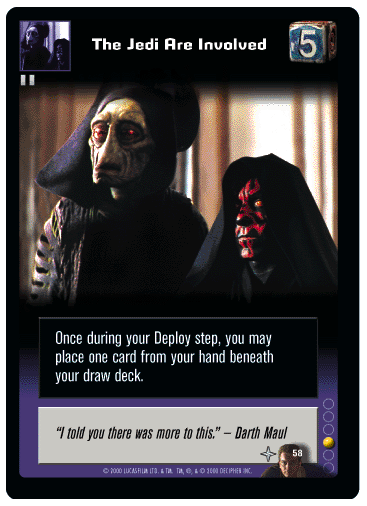 The Jedi Are Involved
5
Once during your Deploy step, you may
place one card from your hand beneath
your draw deck.
“I told you there was more to this.” – Darth Maul
58
© 2000 LUCASFILM LTD. & TM. TM, ®, & © 2000 DECIPHER INC.